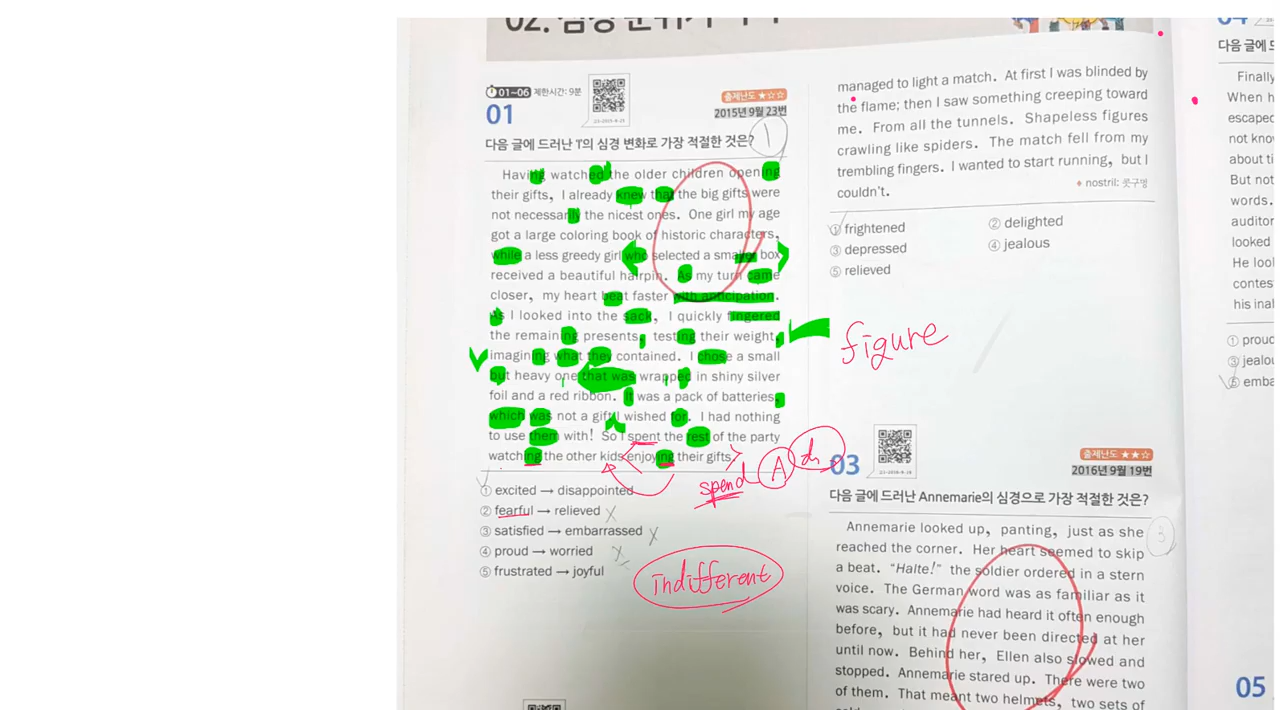 01~06 제한시간: 9분
01
출제난도 ★☆☆
2015년 9월 23번
다음 글에 드러난 'I'의 심경 변화로 가장 적절한 것은?
1
Having watched the older children opening
their gifts, I already knew that the big gifts were
not necessarily the nicest ones. One girl my age
got a large coloring book of historic characters,
while a less greedy girl who selected a smaller box
received a beautiful hairpin. As my turn came
closer, my heart beat faster with anticipation.
As I looked into the sack, I quickly fingered
the remaining presents, testing their weight,
imagining what they contained. I chose a small
but heavy one that was wrapped in shiny silver
foil and a red ribbon. It was a pack of batteries,
which was not a gift I wished for. I had nothing
to use them with! So I spent the rest of the party
watching the other kids enjoying their gifts.
① excited → disappointed
② fearful → relieved
③ satisfied → embarrassed
④ proud → worried
⑤ frustrated → joyful
spend A
indifferent
figure
managed to light a match. At first I was blinded by
the flame; then I saw something creeping toward
me. From all the tunnels. Shapeless figures
crawling like spiders. The match fell from my
trembling fingers. I wanted to start running, but I
couldn't.
♦ nostril: 콧구멍
① frightened
② delighted
③ depressed
④ jealous
⑤ relieved
03
출제난도 ★★☆
2016년 9월 19번
다음 글에 드러난 Annemarie의 심경으로 가장 적절한 것은?
3
Annemarie looked up, panting, just as she
reached the corner. Her heart seemed to skip
a beat. "Halte!" the soldier ordered in a stern
voice. The German word was as familiar as it
was scary. Annemarie had heard it often enough
before, but it had never been directed at her
until now. Behind her, Ellen also slowed and
stopped. Annemarie stared up. There were two
of them. That meant two helmets, two sets of
다음 글에
Finally
When h
escaped
not know
about ti
But not
words.
auditor
looked
He look
contes
his inal
① proud
③ jealou
⑤ emba
05